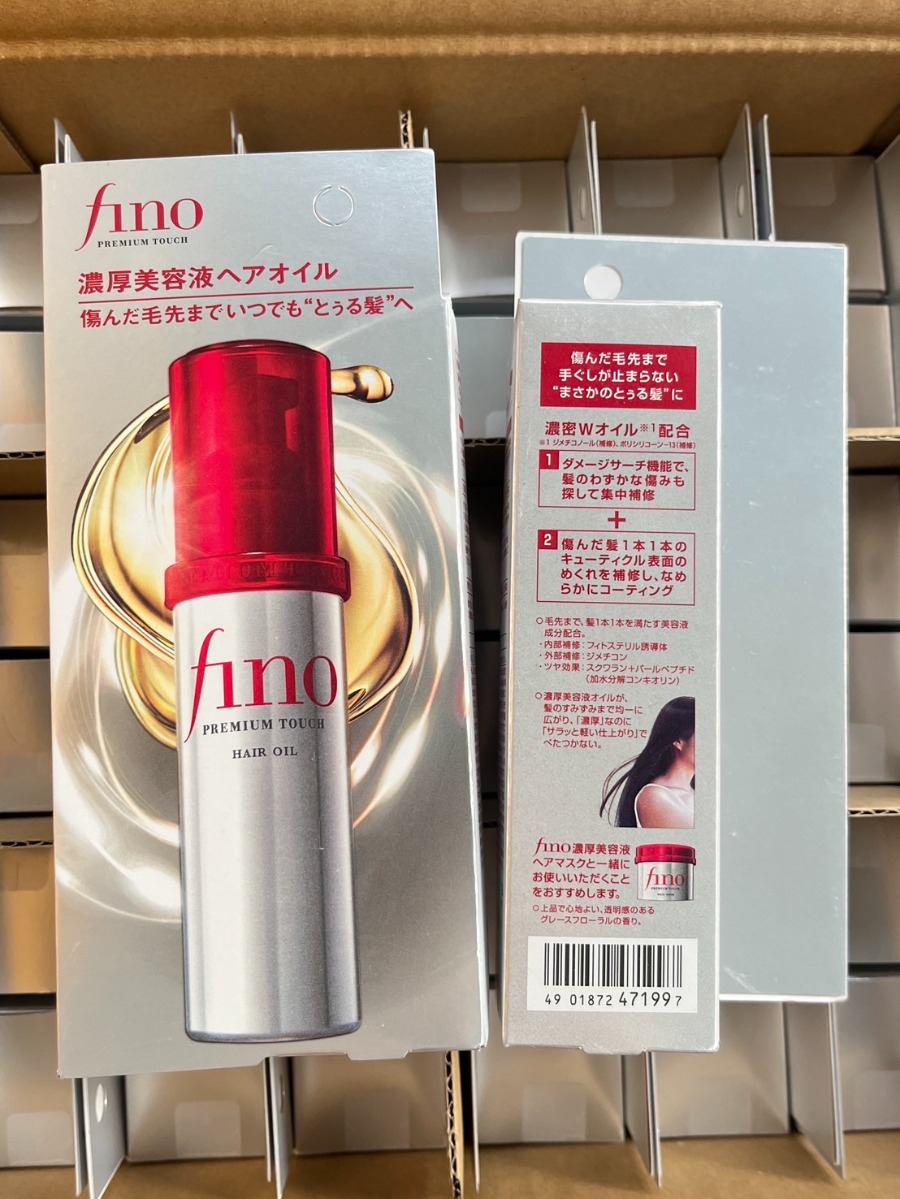 fino
PREMIUM TOUCH
濃厚美容液ヘアオイル
傷んだ毛先までいつでも“とぅる髪”へ
fino
PREMIUM TOUCH
HAIR OIL
傷んだ毛先まで
手ぐしが止まらない
“まさかのとぅる髪”に
濃密Wオイル※1配合
※1 ジメチコノール(補修)、ポリシリコーン-13(補修)
1 ダメージサーチ機能で、
髪のわずかな傷みも
探して集中補修
+
2 傷んだ髪1本1本の
キューティクル表面の
めくれを補修し、なめ
らかにコーティング
○毛先まで、髪1本1本を満たす美容液
成分配合。
・内部補修:フィトステリル誘導体
・外部補修:ジメチコン
・ツヤ効果:スクワラン+パールペプチド
(加水分解コンキオリン)
○濃厚美容液オイルが、
髪のすみずみまで均一に
広がり、「濃厚」なのに
「サラッと軽い仕上がり」で
べたつかない。
fino濃厚美容液
ヘアマスクと一緒に
お使いいただくこと
をおすすめします。
fino
PREMIUM TOUCH
○上品で心地よい、透明感のある
グレースフローラルの香り。
4901872471997